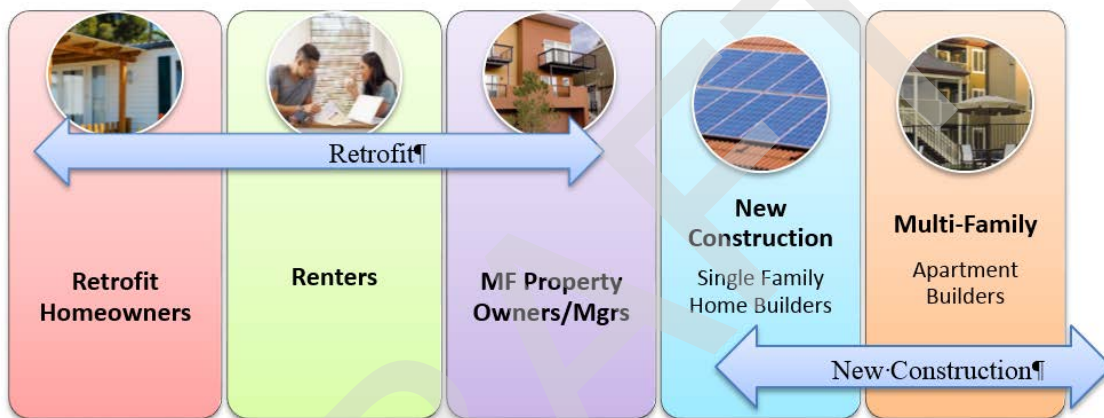 Retrofit¶
Retrofit
Homeowners
Renters
MF Property
Owners/Mgrs
New
Construction
Single Family
Home Builders
Multi-Family
Apartment
Builders
New·Construction¶